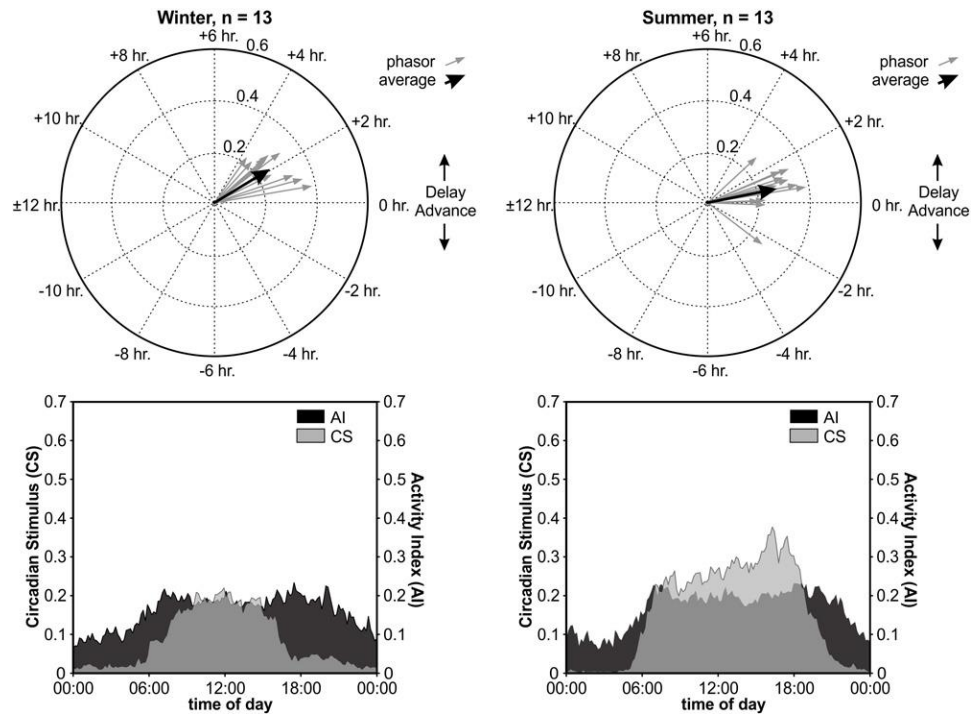 Winter, n = 13
+6 hr.
0.6
+8 hr.
+4 hr.
phasor
average
0.4
+10 hr.
+2 hr.
0.2
Delay
Advance
±12 hr.
0 hr.
-10 hr.
-2 hr.
-8 hr.
-4 hr.
-6 hr.
Summer, n = 13
+6 hr.
0.6
+8 hr.
+4 hr.
phasor
average
0.4
+10 hr.
+2 hr.
0.2
Delay
Advance
±12 hr.
0 hr.
-10 hr.
-2 hr.
-8 hr.
-4 hr.
-6 hr.
Circadian Stimulus (CS)
0.7
0.6
0.5
0.4
0.3
0.2
0.1
0
AI
CS
0.7
0.6
0.5
0.4
0.3
0.2
0.1
0
Activity Index (AI)
00:00 06:00 12:00 18:00 00:00
time of day
Circadian Stimulus (CS)
0.7
0.6
0.5
0.4
0.3
0.2
0.1
0
AI
CS
0.7
0.6
0.5
0.4
0.3
0.2
0.1
0
Activity Index (AI)
00:00 06:00 12:00 18:00 00:00
time of day